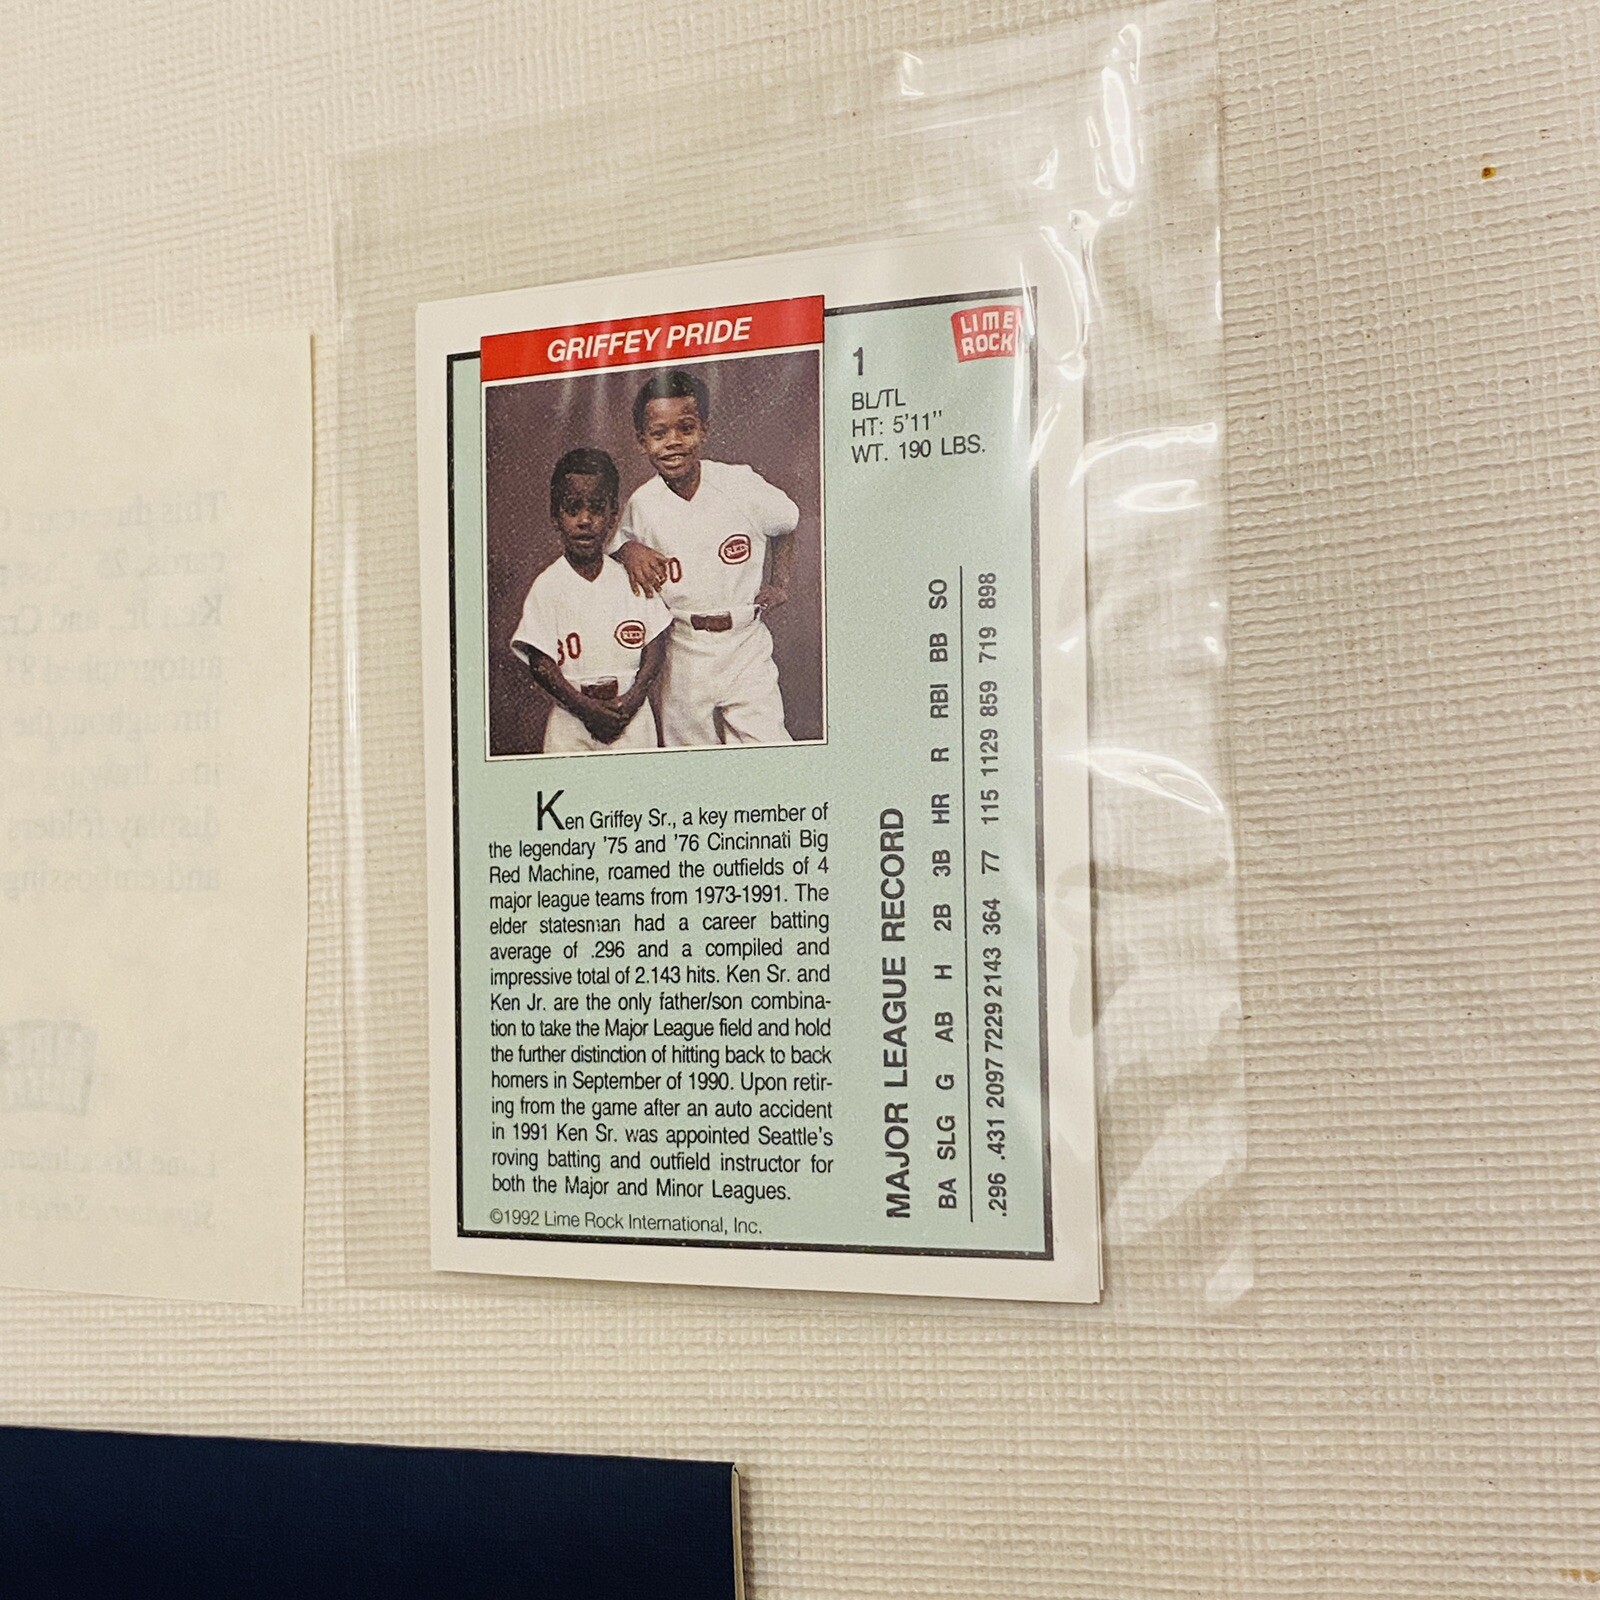 GRIFFEY PRIDE
LIME
ROCK
1
BL/TL
HT: 5'11"
WT. 190 LBS.
REDS
30
REDS
30
Ken Griffey Sr., a key member of
the legendary '75 and '76 Cincinnati Big
Red Machine, roamed the outfields of 4
major league teams from 1973-1991. The
elder statesman had a career batting
average of .296 and a compiled and
impressive total of 2.143 hits. Ken Sr. and
Ken Jr. are the only father/son combina-
tion to take the Major League field and hold
the further distinction of hitting back to back
homers in September of 1990. Upon retir-
ing from the game after an auto accident
in 1991 Ken Sr. was appointed Seattle's
roving batting and outfield instructor for
both the Major and Minor Leagues.
©1992 Lime Rock International, Inc.
MAJOR LEAGUE RECORD
BA SLG G AB H 2B 3B HR R RBI BB SO
.296 .431 2097 7229 2143 364 77 115 1129 859 719 898